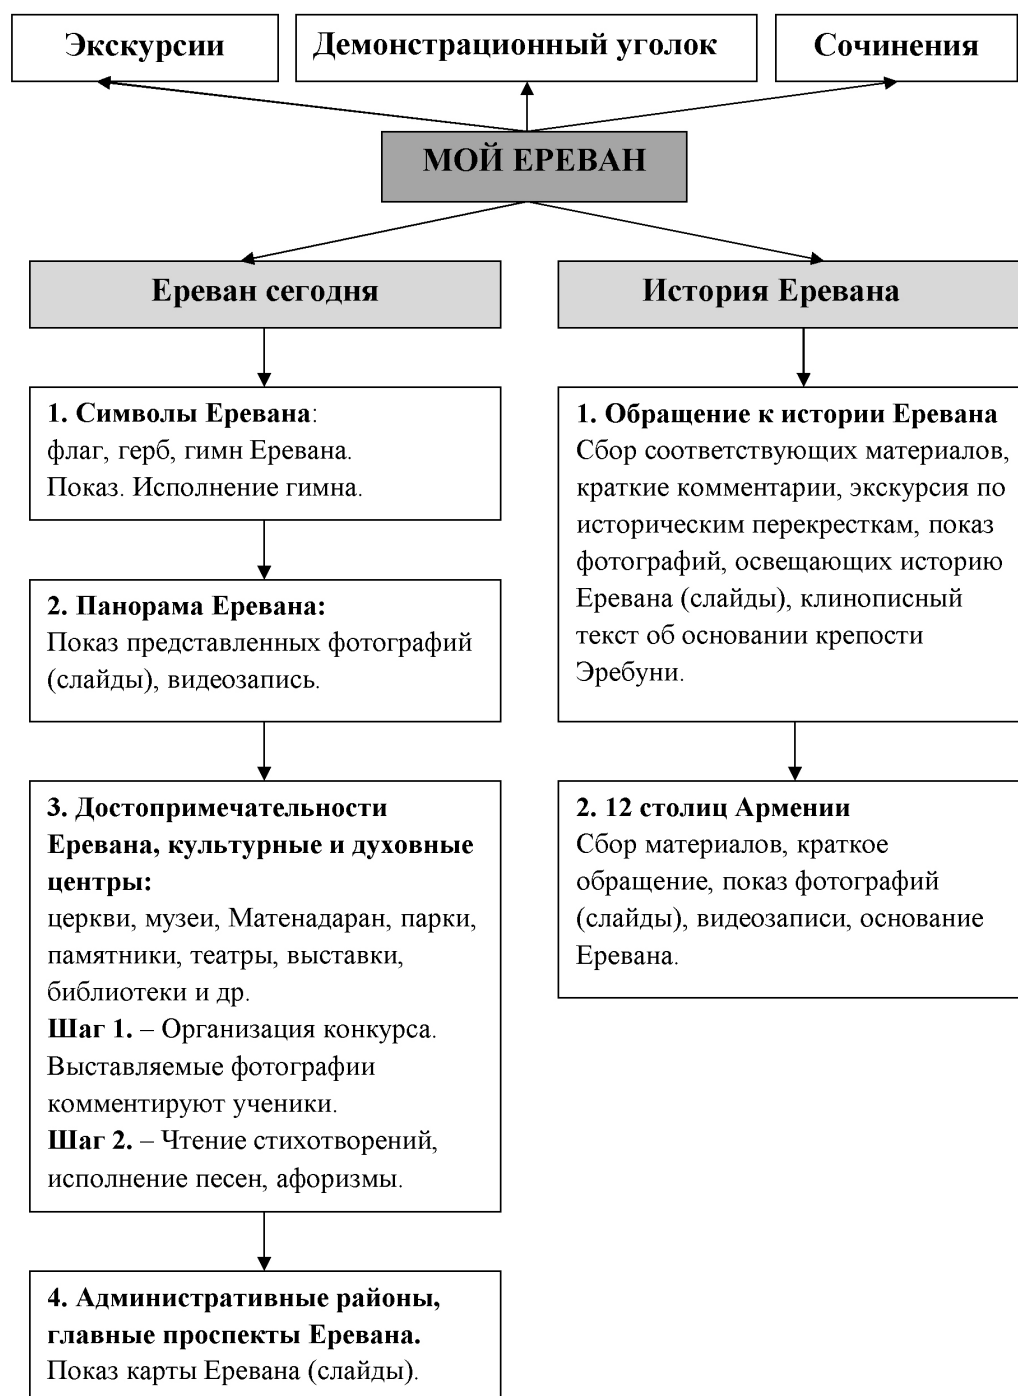 Экскурсии
Демонстрационный уголок
Сочинения
МОЙ ЕРЕВАН
Ереван сегодня
История Еревана
1. Символы Еревана:
флаг, герб, гимн Еревана.
Показ. Исполнение гимна.
2. Панорама Еревана:
Показ представленных фотографий
(слайды), видеозапись.
3. Достопримечательности
Еревана, культурные и духовные
центры:
церкви, музеи, Матенадаран, парки,
памятники, театры, выставки,
библиотеки и др.
Шаг 1. – Организация конкурса.
Выставляемые фотографии
комментируют ученики.
Шаг 2. – Чтение стихотворений,
исполнение песен, афоризмы.
4. Административные районы,
главные проспекты Еревана.
Показ карты Еревана (слайды).
1. Обращение к истории Еревана
Сбор соответствующих материалов,
краткие комментарии, экскурсия по
историческим перекресткам, показ
фотографий, освещающих историю
Еревана (слайды), клинописный
текст об основании крепости
Эребуни.
2. 12 столиц Армении
Сбор материалов, краткое
обращение, показ фотографий
(слайды), видеозаписи, основание
Еревана.